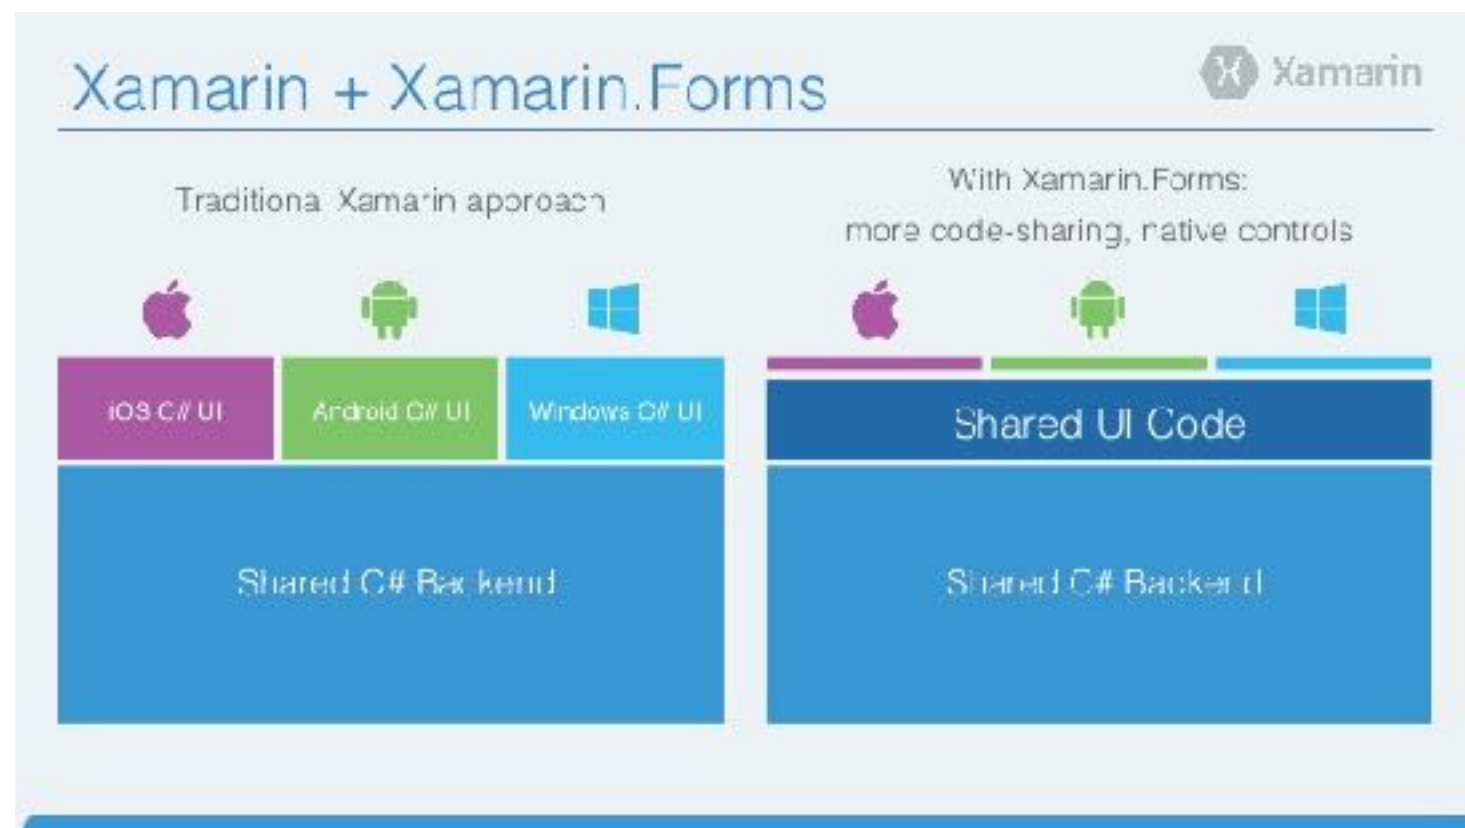 Xamarin + Xamarin.Forms
Xamarin
Traditional Xamarin approach
With Xamarin.Forms:
more code-sharing, native controls
iOS C# UI
Android C# UI
Windows C# UI
Shared C# Backend
Shared UI Code
Shared C# Backend